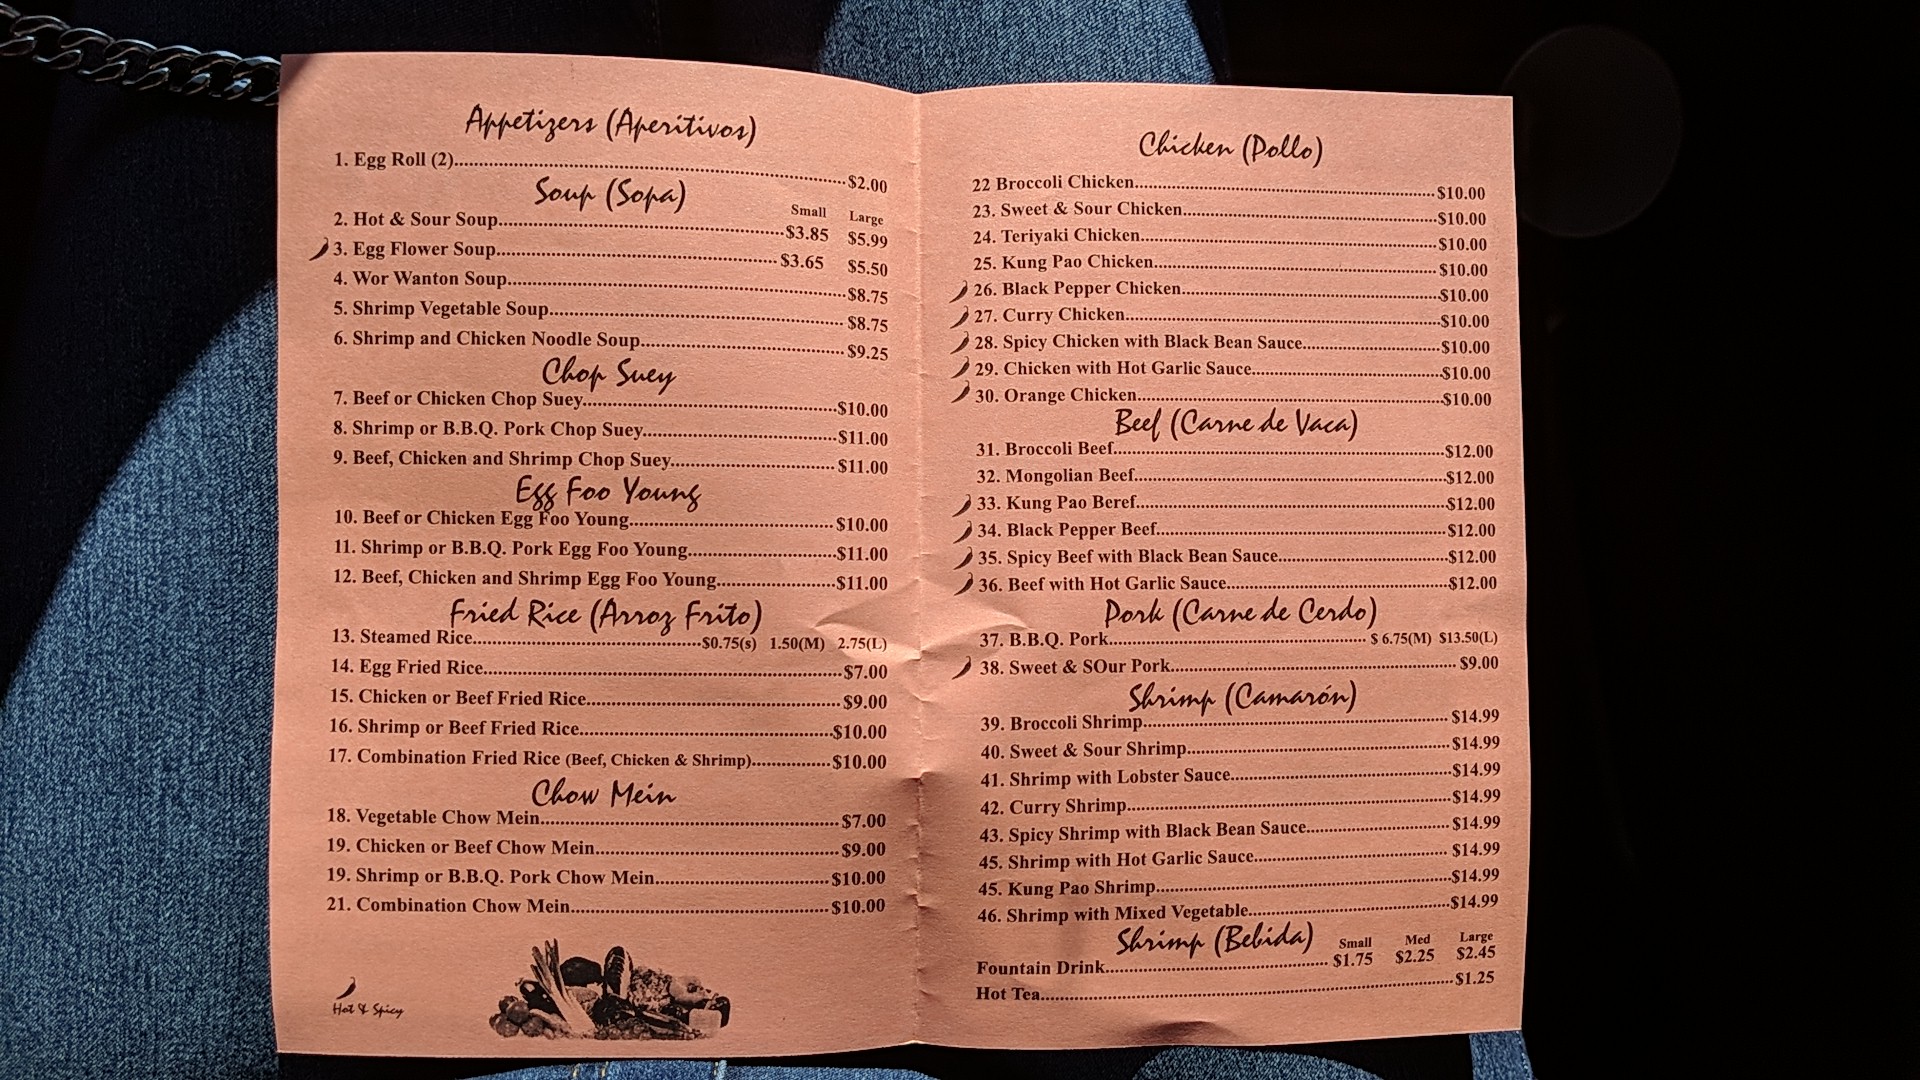 Appetizers (Aperitivos)
1. Egg Roll (2)........$2.00
Soup (Sopa)
Small Large
2. Hot & Sour Soup........$3.85 $5.99
3. Egg Flower Soup........$3.65 $5.50
4. Wor Wanton Soup........$8.75
5. Shrimp Vegetable Soup........$8.75
6. Shrimp and Chicken Noodle Soup........$9.25
Chop Suey
7. Beef or Chicken Chop Suey........$10.00
8. Shrimp or B.B.Q. Pork Chop Suey........$11.00
9. Beef, Chicken and Shrimp Chop Suey........$11.00
Egg Foo Young
10. Beef or Chicken Egg Foo Young........$10.00
11. Shrimp or B.B.Q. Pork Egg Foo Young........$11.00
12. Beef, Chicken and Shrimp Egg Foo Young........$11.00
Fried Rice (Arroz Frito)
13. Steamed Rice........$0.75(s) 1.50(M) 2.75(L)
14. Egg Fried Rice........$7.00
15. Chicken or Beef Fried Rice........$9.00
16. Shrimp or Beef Fried Rice........$10.00
17. Combination Fried Rice (Beef, Chicken & Shrimp)........$10.00
Chow Mein
18. Vegetable Chow Mein........$7.00
19. Chicken or Beef Chow Mein........$9.00
19. Shrimp or B.B.Q. Pork Chow Mein........$10.00
21. Combination Chow Mein........$10.00
Hot & Spicy
Chicken (Pollo)
22 Broccoli Chicken........$10.00
23. Sweet & Sour Chicken........$10.00
24. Teriyaki Chicken........$10.00
25. Kung Pao Chicken........$10.00
26. Black Pepper Chicken........$10.00
27. Curry Chicken........$10.00
28. Spicy Chicken with Black Bean Sauce........$10.00
29. Chicken with Hot Garlic Sauce........$10.00
30. Orange Chicken........$10.00
Beef (Carne de Vaca)
31. Broccoli Beef........$12.00
32. Mongolian Beef........$12.00
33. Kung Pao Beref........$12.00
34. Black Pepper Beef........$12.00
35. Spicy Beef with Black Bean Sauce........$12.00
36. Beef with Hot Garlic Sauce........$12.00
Pork (Carne de Cerdo)
37. B.B.Q. Pork........$ 6.75(M) $13.50(L)
38. Sweet & SOur Pork........$9.00
Shrimp (Camarón)
39. Broccoli Shrimp........$14.99
40. Sweet & Sour Shrimp........$14.99
41. Shrimp with Lobster Sauce........$14.99
42. Curry Shrimp........$14.99
43. Spicy Shrimp with Black Bean Sauce........$14.99
45. Shrimp with Hot Garlic Sauce........$14.99
45. Kung Pao Shrimp........$14.99
46. Shrimp with Mixed Vegetable........$14.99
Shrimp (Bebida) Small Med Large
Fountain Drink........$1.75 $2.25 $2.45
Hot Tea........$1.25